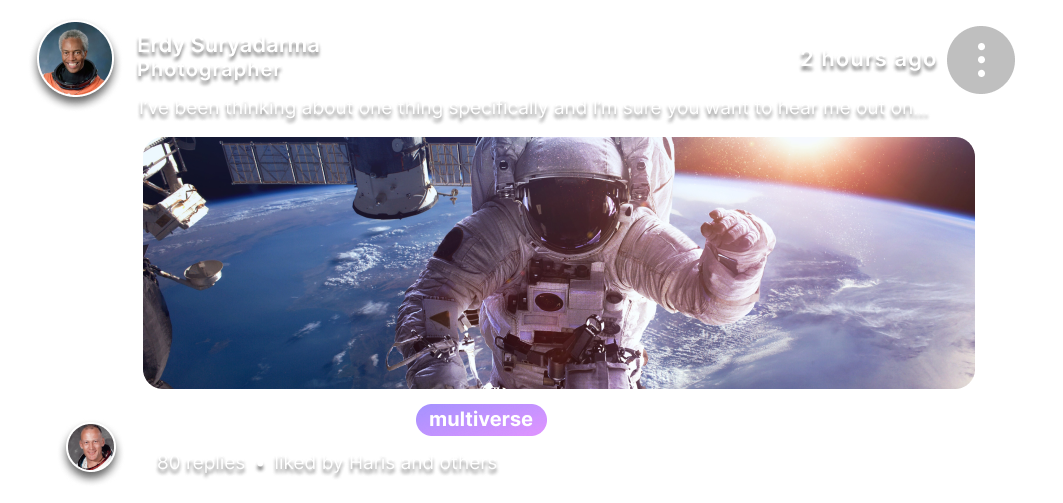 Erdy Suryadarma
2 hours ago
Photographer
I've been thinking about one thing specifically and I'm sure you want to hear me out on...
multiverse
80 replies • liked by Haris and others